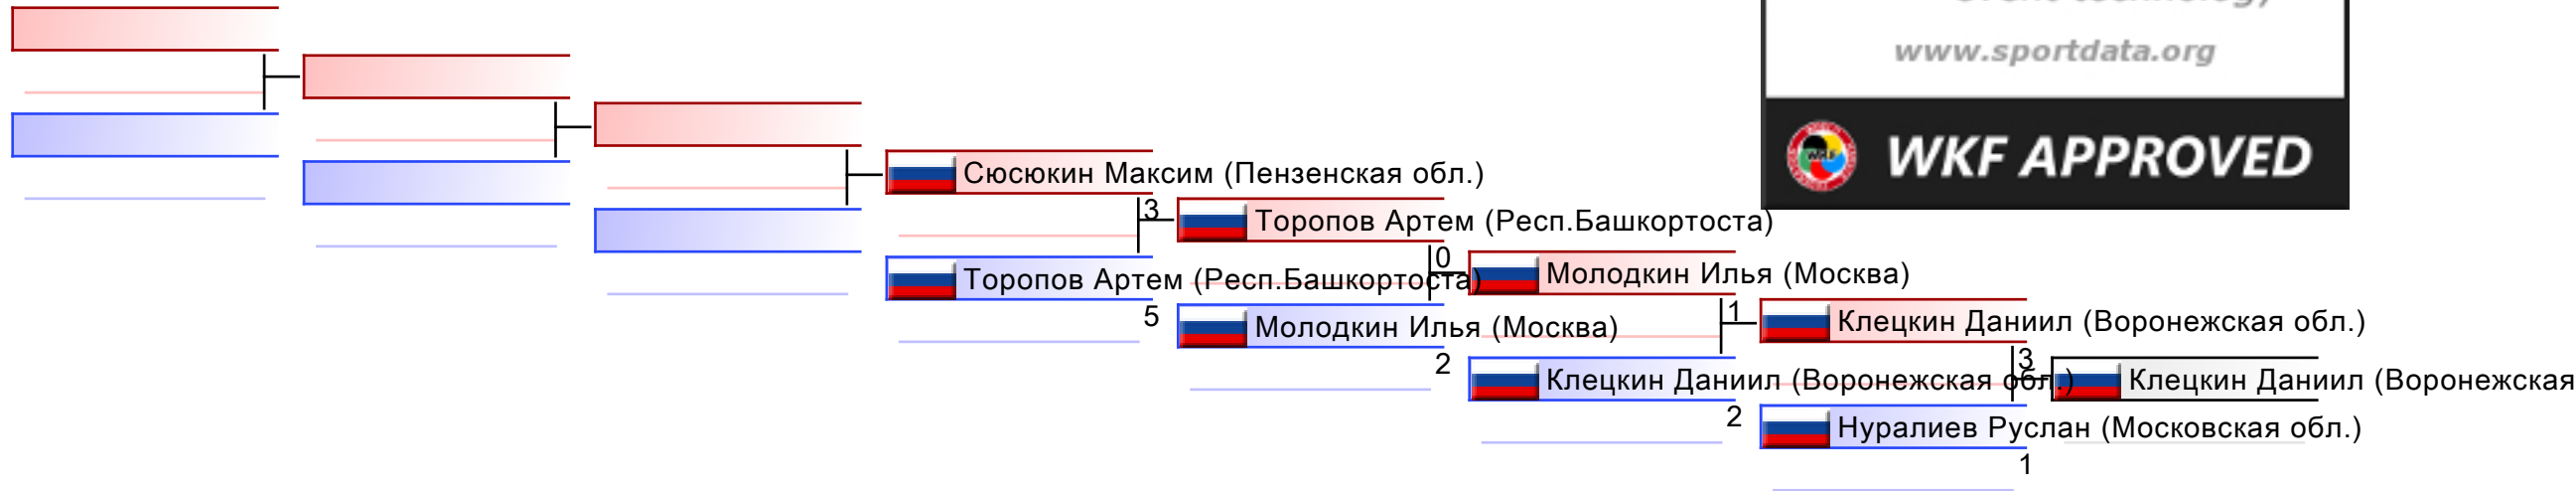 event technology
www.sportdata.org
WKF APPROVED
Сюсюкин Максим (Пензенская обл.)
3
Торопов Артем (Респ.Башкортоста)
0
Торопов Артем (Респ.Башкортоста)
5
Молодкин Илья (Москва)
1
Молодкин Илья (Москва)
2
Клецкин Даниил (Воронежская обл.)
3
Клецкин Даниил (Воронежская обл.)
2
Клецкин Даниил (Воронежская
Нуралиев Руслан (Московская обл.)
1